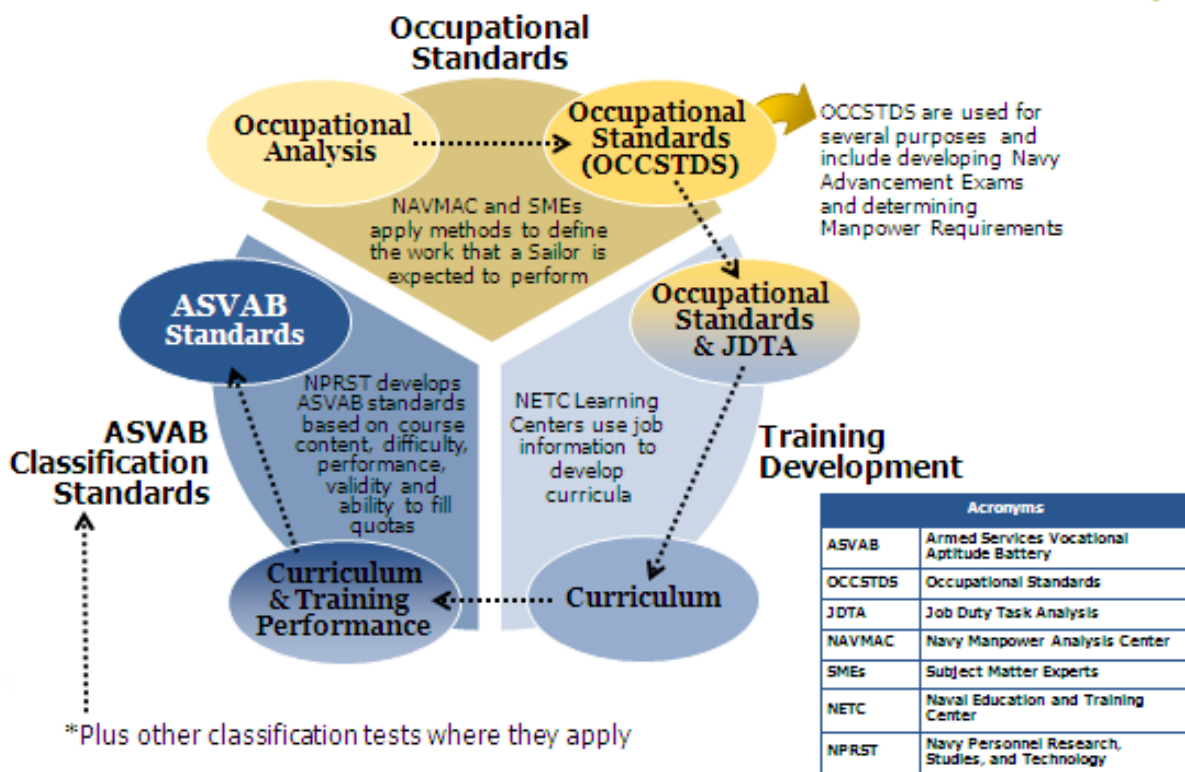 Occupational
Standards
Occupational
Analysis
Occupational
Standards
(OCCSTDS)
OCCSTDS are used for
several purposes and
include developing Navy
Advancement Exams
and determining
Manpower Requirements
NAVMAC and SMEs
apply methods to define
the work that a Sailor is
expected to perform
ASVAB
Standards
Occupational
Standards
& JDTA
NPRST develops
ASVAB standards
based on course
content, difficulty,
performance,
validity and
ability to fill
quotas
NETC Learning
Centers use job
information to
develop
curricula
ASVAB
Classification
Standards
Training
Development
Curriculum
& Training
Performance
Curriculum
*Plus other classification tests where they apply
Acronyms
ASVAB Armed Services Vocational
Aptitude Battery
OCCSTDS Occupational Standards
JDTA Job Duty Task Analysis
NAVMAC Navy Manpower Analysis Center
SMEs Subject Matter Experts
NETC Naval Education and Training
Center
NPRST Navy Personnel Research,
Studies, and Technology